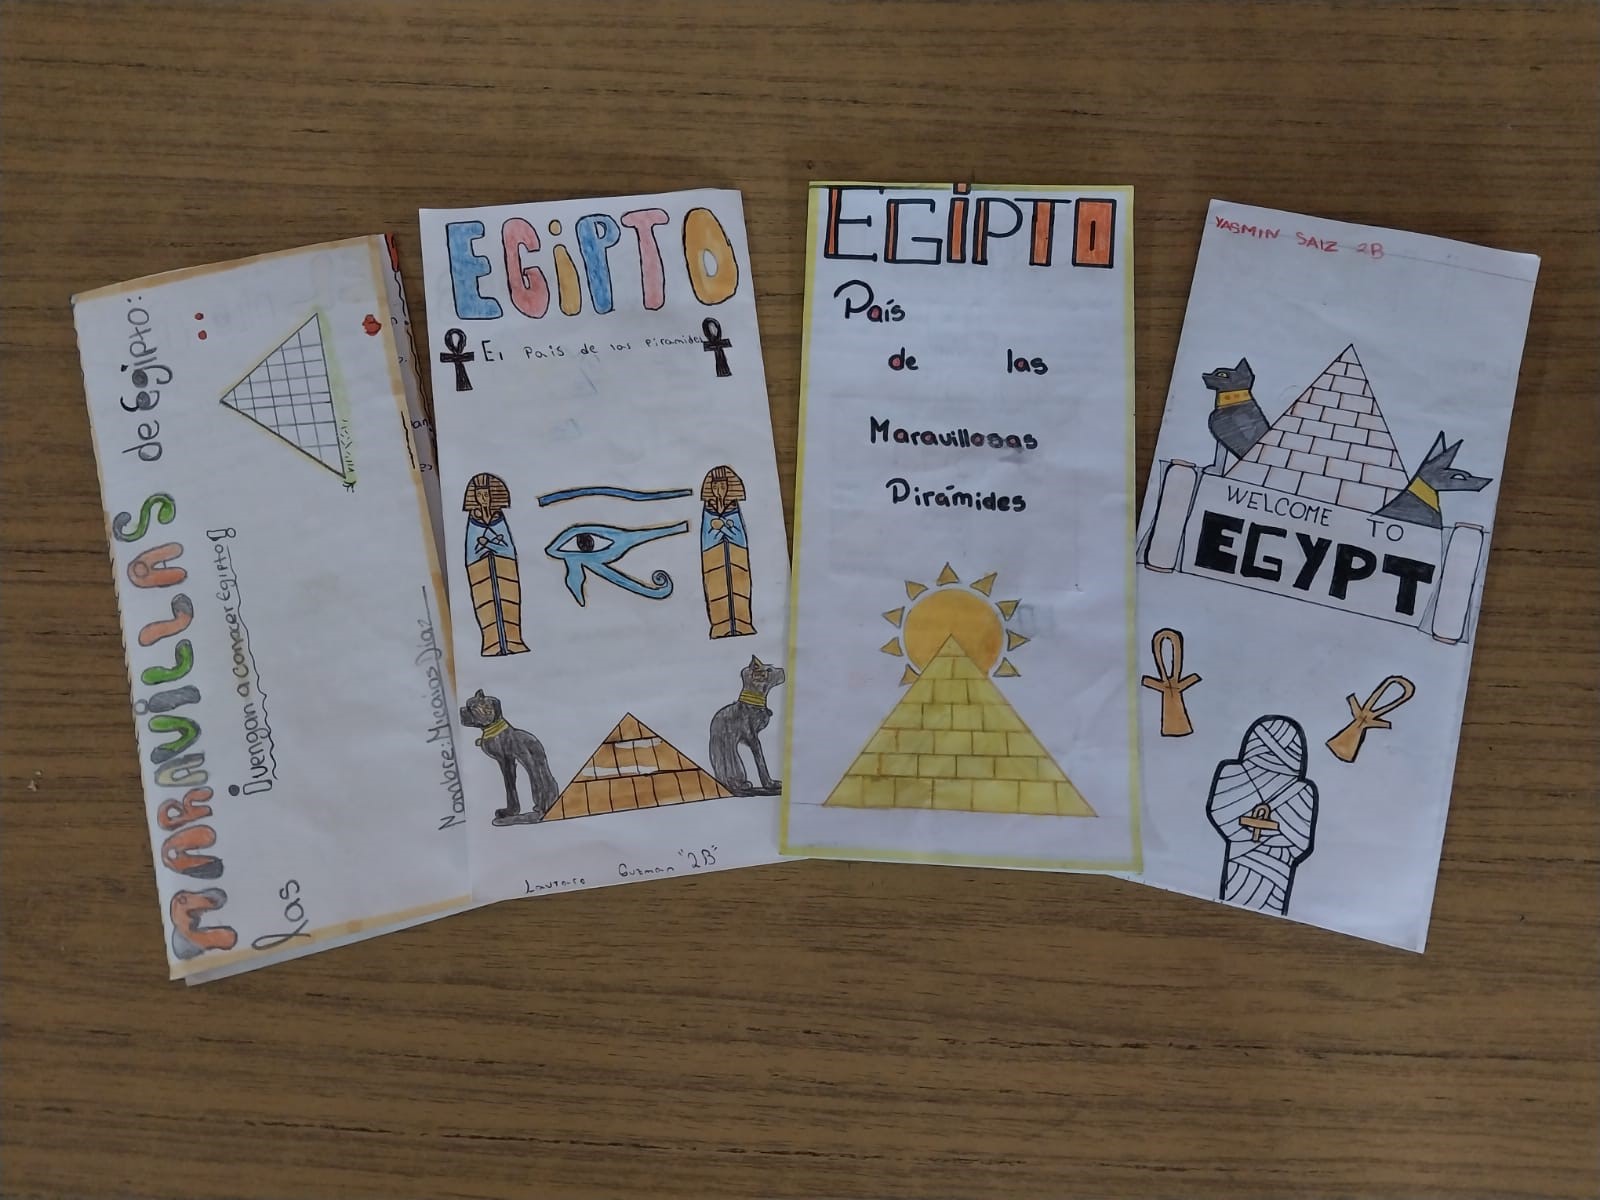 las MARAVILLAS de Egipto:
¡vengan a conocer Egipto!
Nombre: Micaias Diaz
EGIPTO
El Pais de las Piramides
Lautaro Guzman "2B"
EGIPTO
País
de las
Maravillosas
Pirámides
YASMIN SAIZ 2B
WELCOME TO
EGYPT